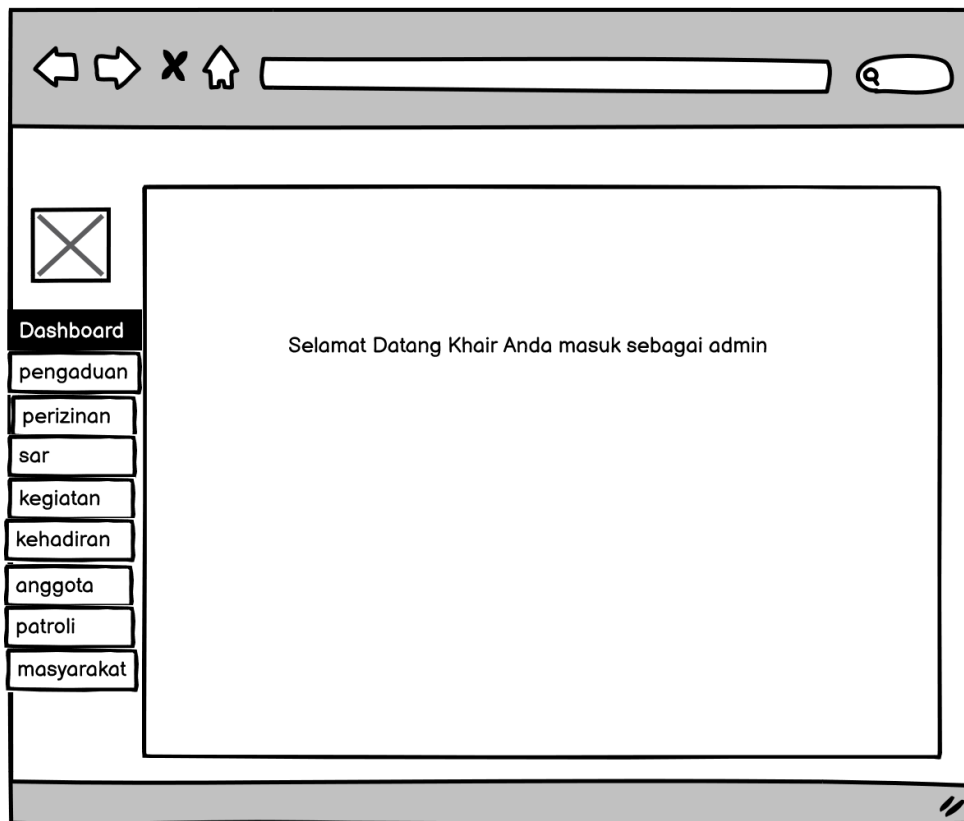 Dashboard
pengaduan
perizinan
sar
kegiatan
kehadiran
anggota
patroli
masyarakat
Selamat Datang Khair Anda masuk sebagai admin